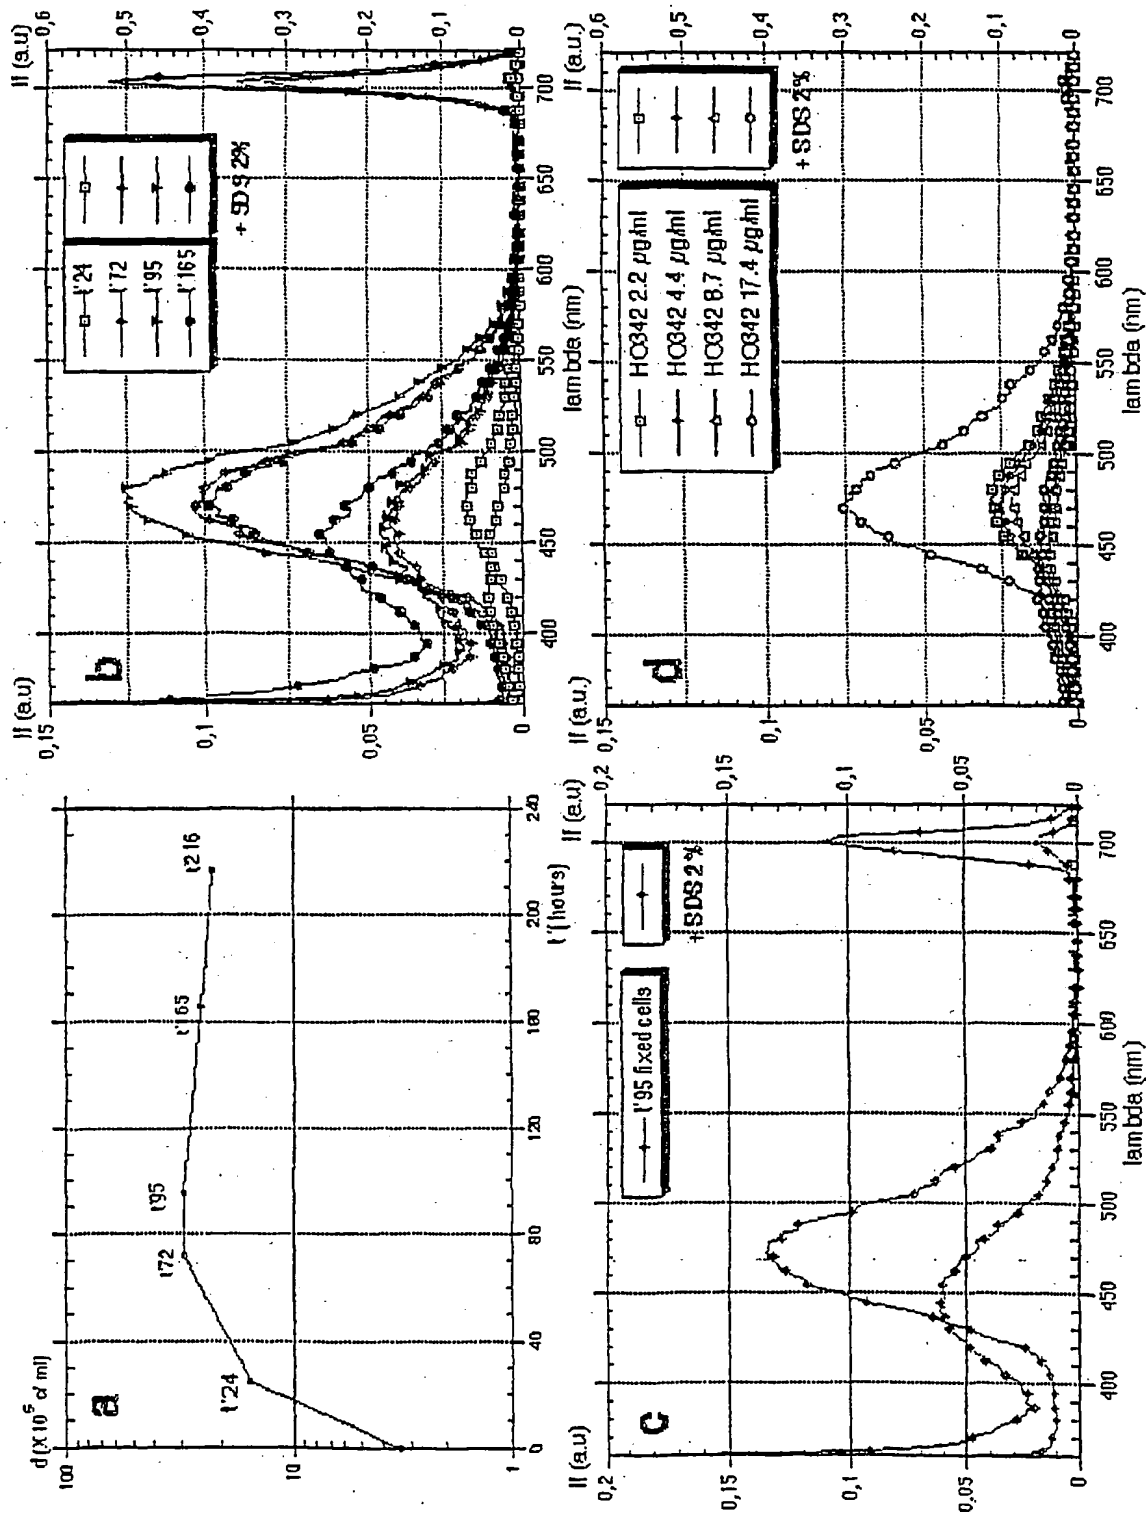 a
d (X 10⁵ c/ ml)
100
10
1
t'24
t'72
t'95
t'165
t'216
0
40
80
120
160
200
240
t' (hours)
b
If (a.u)
0,15
0,1
0,05
0
t'24
t'72
t'95
t'165
+ SDS 2%
If (a.u)
0,6
0,5
0,4
0,3
0,2
0,1
0
400
450
500
550
600
650
700
lambda (nm)
c
If (a.u)
0,2
0,15
0,1
0,05
0
t'95 fixed cells
+SDS 2%
If (a.u)
0,2
0,15
0,1
0,05
0
400
450
500
550
600
650
700
lambda (nm)
d
If (a.u.)
0,15
0,1
0,05
0
HO342 2.2 µg/ml
HO342 4.4 µg/ml
HO342 8.7 µg/ml
HO342 17.4 µg/ml
+SDS 2%
If (a.u.)
0,6
0,5
0,4
0,3
0,2
0,1
0
400
450
500
550
600
650
700
lambda (nm)